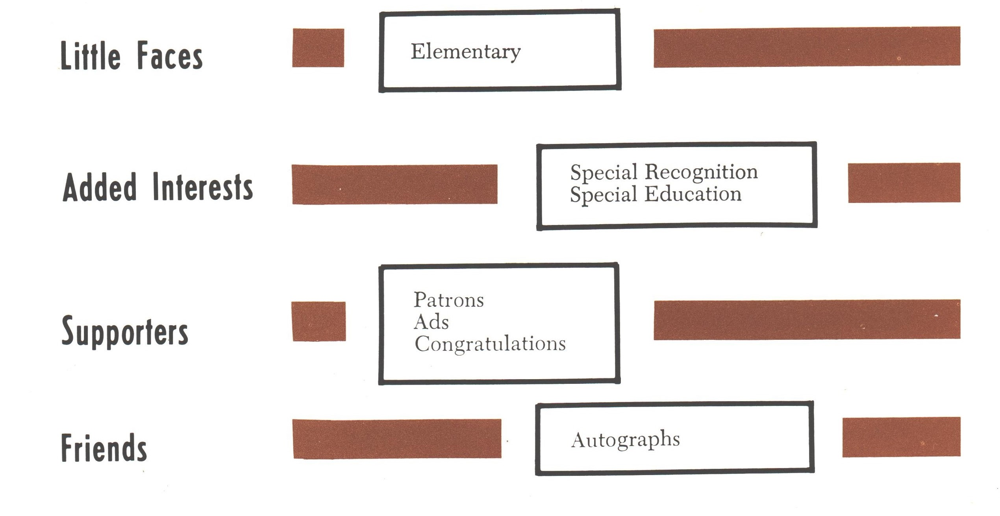 Little Faces
Elementary
Added Interests
Special Recognition
Special Education
Supporters
Patrons
Ads
Congratulations
Friends
Autographs